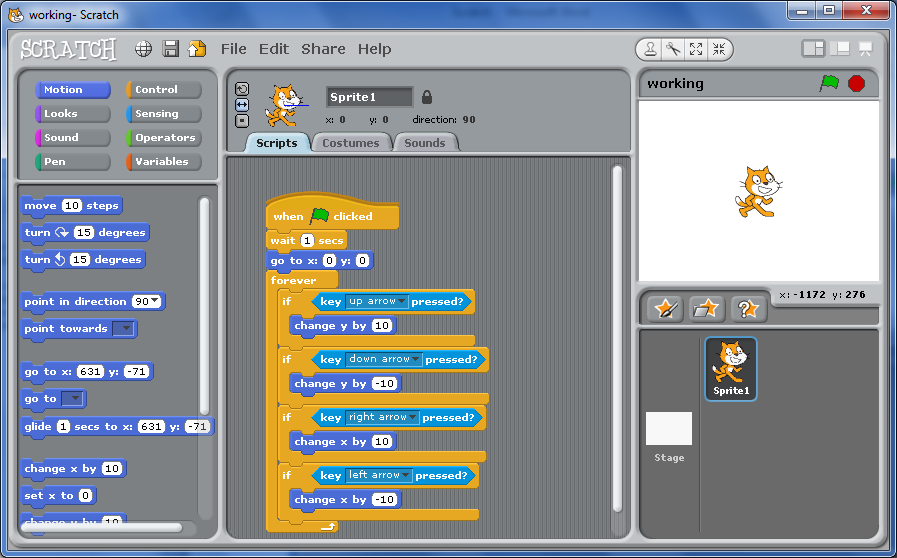 working- Scratch
SCRATCH File Edit Share Help
Motion Control
Looks Sensing
Sound Operators
Pen Variables
move 10 steps
turn 15 degrees
turn 15 degrees
point in direction 90
point towards
go to x: 631 y: -71
go to
glide 1 secs to x: 631 y: -71
change x by 10
set x to 0
change y by 10
Sprite1
x: 0 y: 0 direction: 90
Scripts Costumes Sounds
when clicked
wait 1 secs
go to x: 0 y: 0
forever
if key up arrow pressed?
change y by 10
if key down arrow pressed?
change y by -10
if key right arrow pressed?
change x by 10
if key left arrow pressed?
change x by -10
working
x: -1172 y: 276
Sprite1
Stage